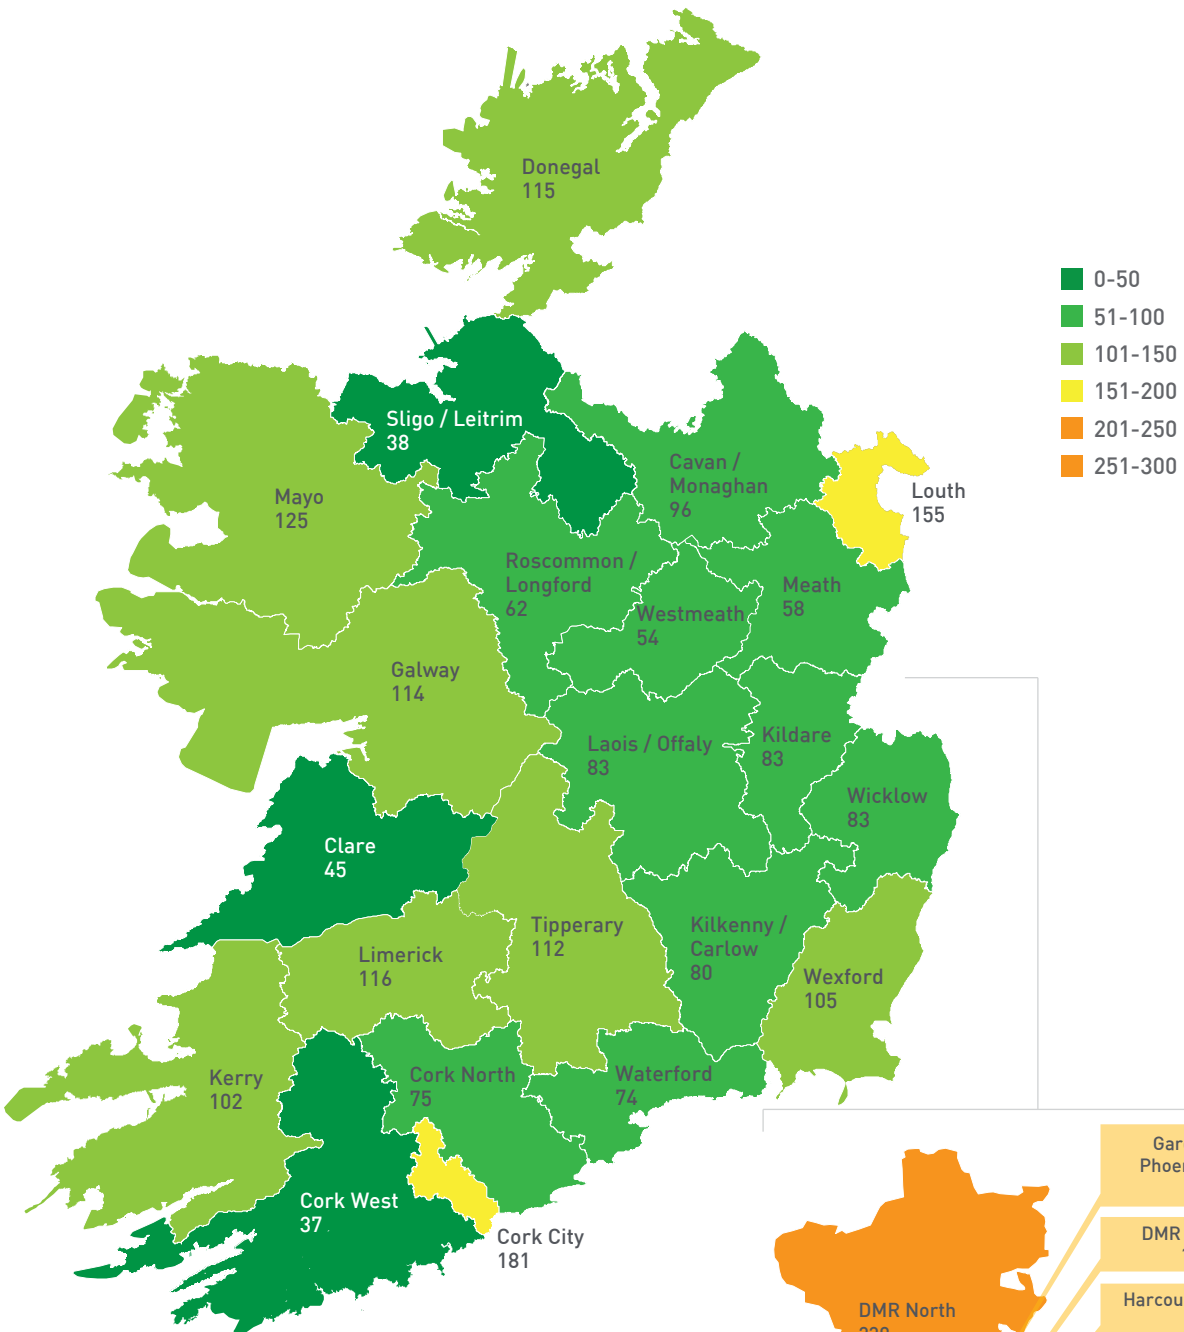 Donegal
115
0-50
51-100
101-150
151-200
201-250
251-300
Sligo / Leitrim
38
Cavan /
Monaghan
96
Louth
155
Mayo
125
Roscommon /
Longford
62
Westmeath
54
Meath
58
Galway
114
Laois / Offaly
83
Kildare
83
Wicklow
83
Clare
45
Tipperary
112
Kilkenny /
Carlow
80
Limerick
116
Wexford
105
Kerry
102
Cork North
75
Waterford
74
Cork West
37
Cork City
181
DMR North
DMR